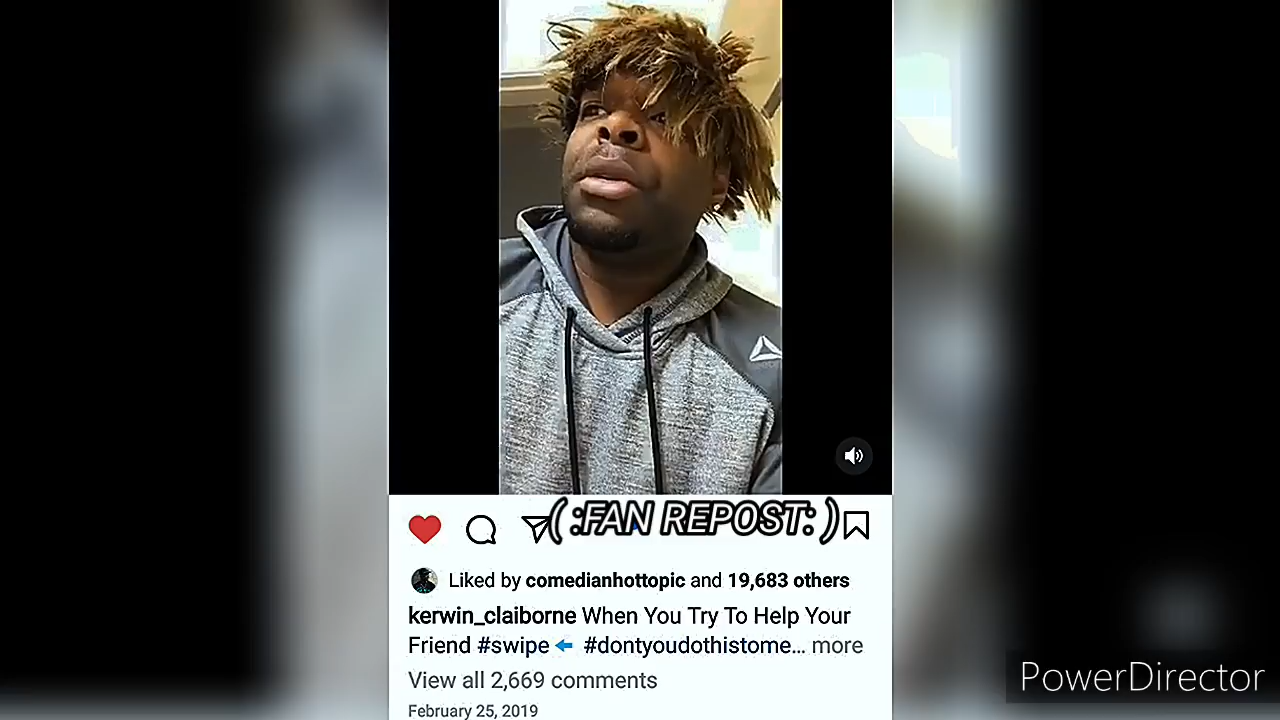 ( :FAN REPOST: )
Liked by comedianhottopic and 19,683 others
kerwin_claiborne When You Try To Help Your
Friend #swipe #dontyoudothistome... more
View all 2,669 comments
February 25, 2019
PowerDirector